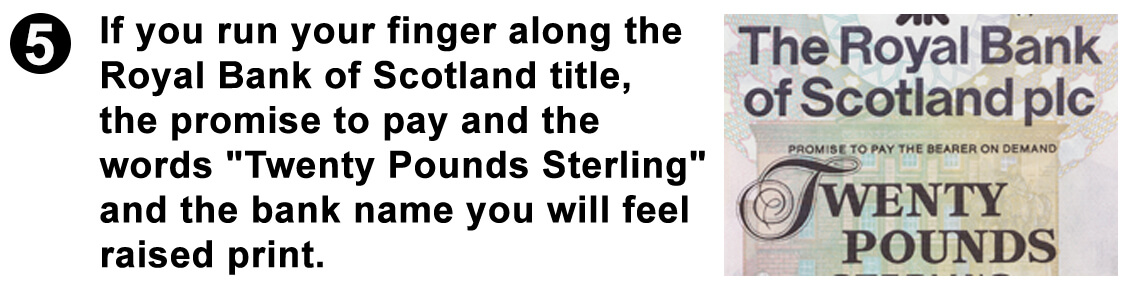 5
If you run your finger along the
Royal Bank of Scotland title,
the promise to pay and the
words "Twenty Pounds Sterling"
and the bank name you will feel
raised print.
The Royal Bank
of Scotland plc
PROMISE TO PAY THE BEARER ON DEMAND
TWENTY
POUNDS